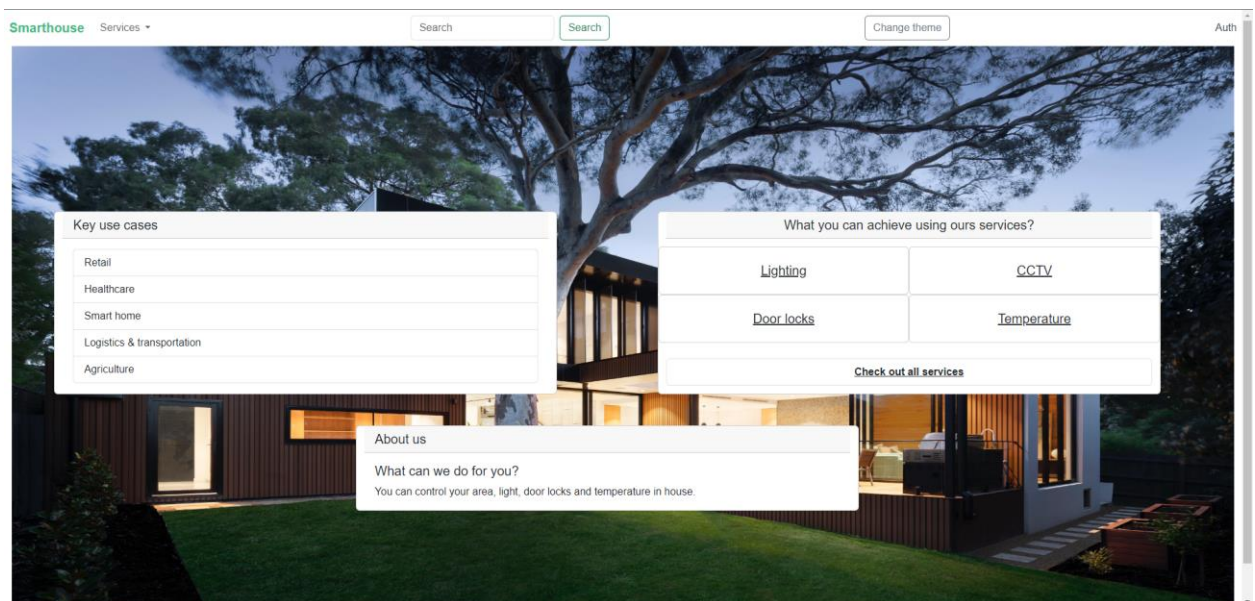 Smarthouse Services Search Search Change theme Auth
Key use cases
Retail
Healthcare
Smart home
Logistics & transportation
Agriculture
What you can achieve using ours services?
Lighting CCTV
Door locks Temperature
Check out all services
About us
What can we do for you?
You can control your area, light, door locks and temperature in house.